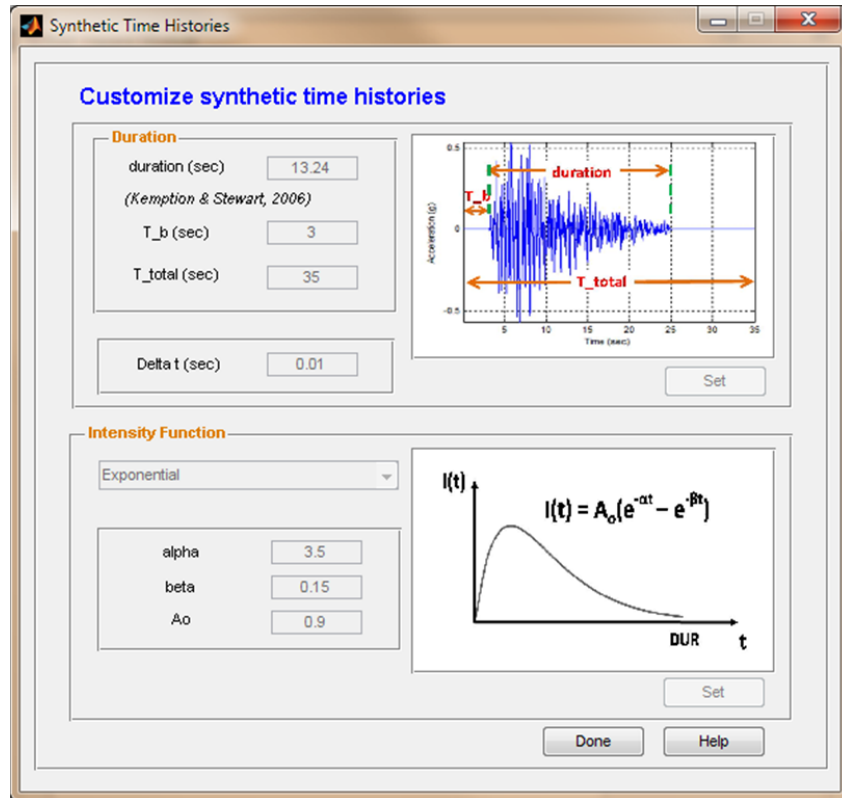 Synthetic Time Histories
Customize synthetic time histories
Duration
duration (sec) 13.24
(Kemption & Stewart, 2006)
T_b (sec) 3
T_total (sec) 35
Delta t (sec) 0.01
0.5
0
-0.5
Acceleration (g)
duration
T_b
T_total
5 10 15 20 25 30 35
Time (sec)
Set
Intensity Function
Exponential
alpha 3.5
beta 0.15
Ao 0.9
I(t)
I(t) = Aₒ(e^-αt − e^-βt)
DUR t
Set
Done Help